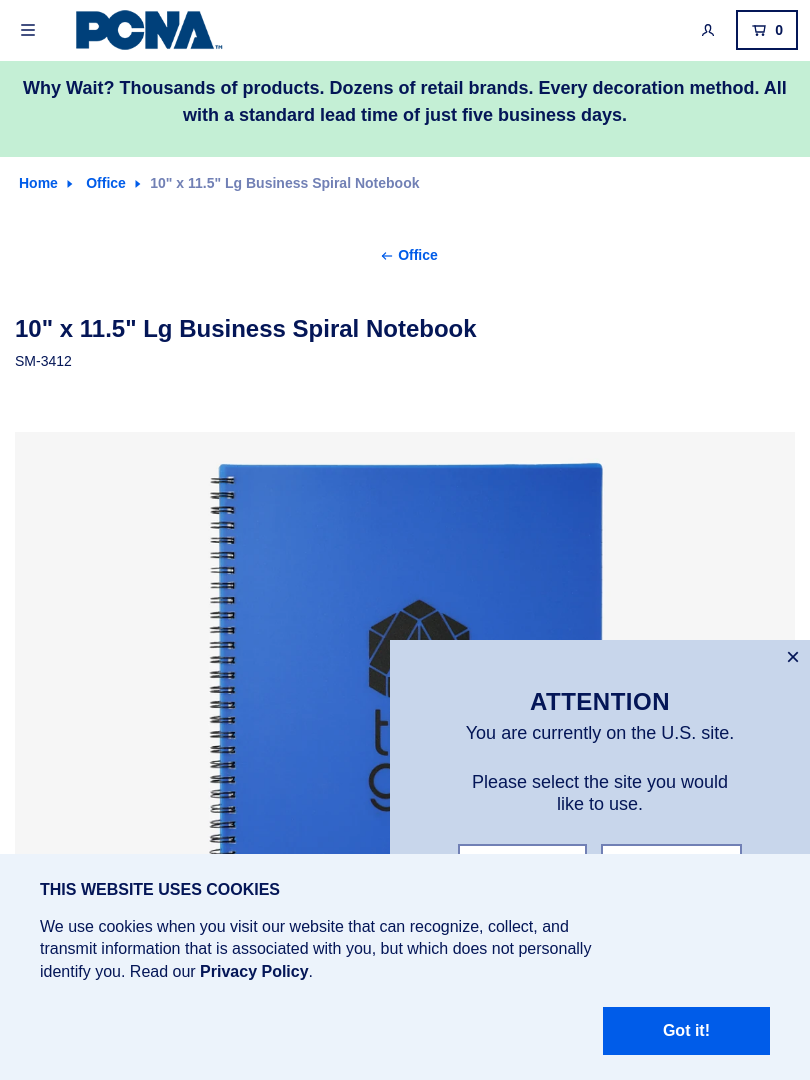 PCNA™
0
Why Wait? Thousands of products. Dozens of retail brands. Every decoration method. All
with a standard lead time of just five business days.
Home Office 10" x 11.5" Lg Business Spiral Notebook
Office
10" x 11.5" Lg Business Spiral Notebook
SM-3412
ATTENTION
You are currently on the U.S. site.
Please select the site you would
like to use.
THIS WEBSITE USES COOKIES
We use cookies when you visit our website that can recognize, collect, and
transmit information that is associated with you, but which does not personally
identify you. Read our Privacy Policy.
Got it!